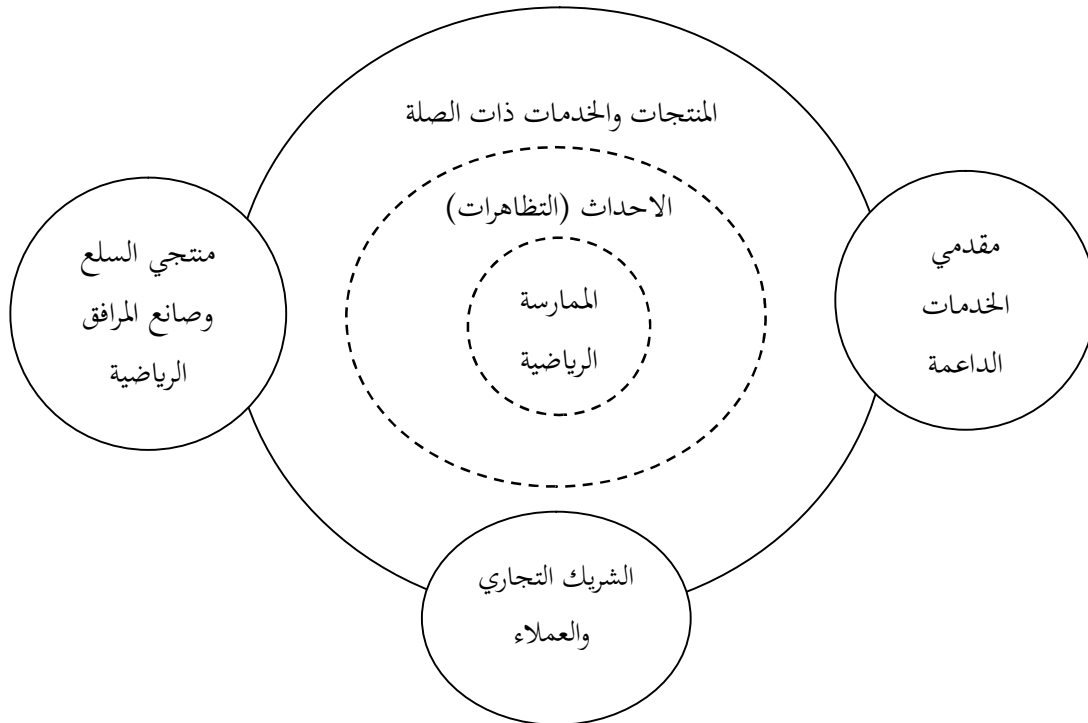 المنتجات والخدمات ذات الصلة
الاحداث (التظاهرات)
الممارسة
الرياضية
مقدمي
الخدمات
الداعمة
منتجي السلع
وصانع المرافق
الرياضية
الشريك التجاري
والعملاء